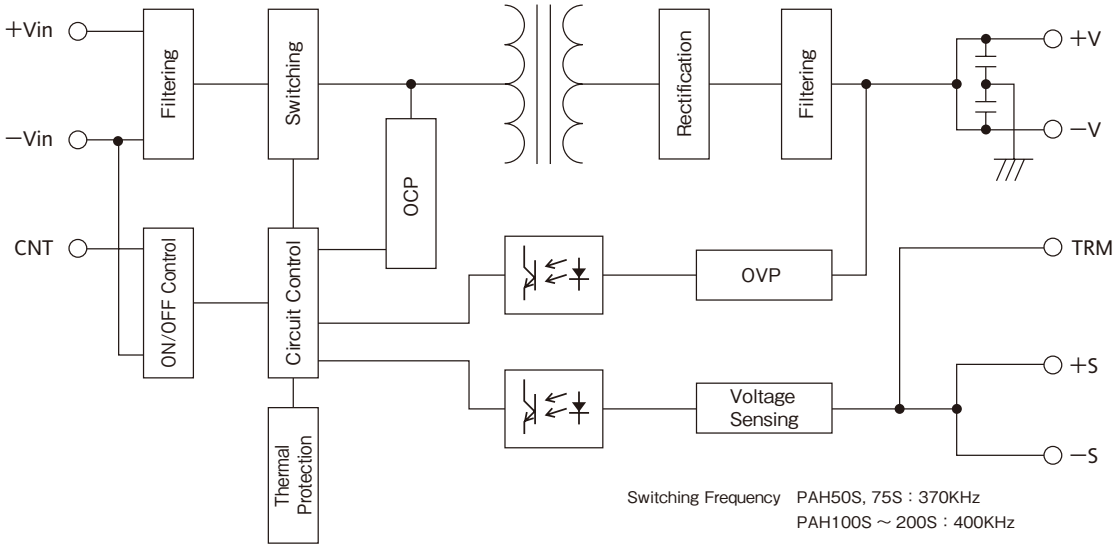 +Vin
Filtering
Switching
Rectification
Filtering
+V
−Vin
−V
OCP
CNT
ON/OFF Control
Circuit Control
OVP
TRM
Voltage
Sensing
+S
−S
Thermal
Protection
Switching Frequency PAH50S, 75S : 370KHz
PAH100S ~ 200S : 400KHz